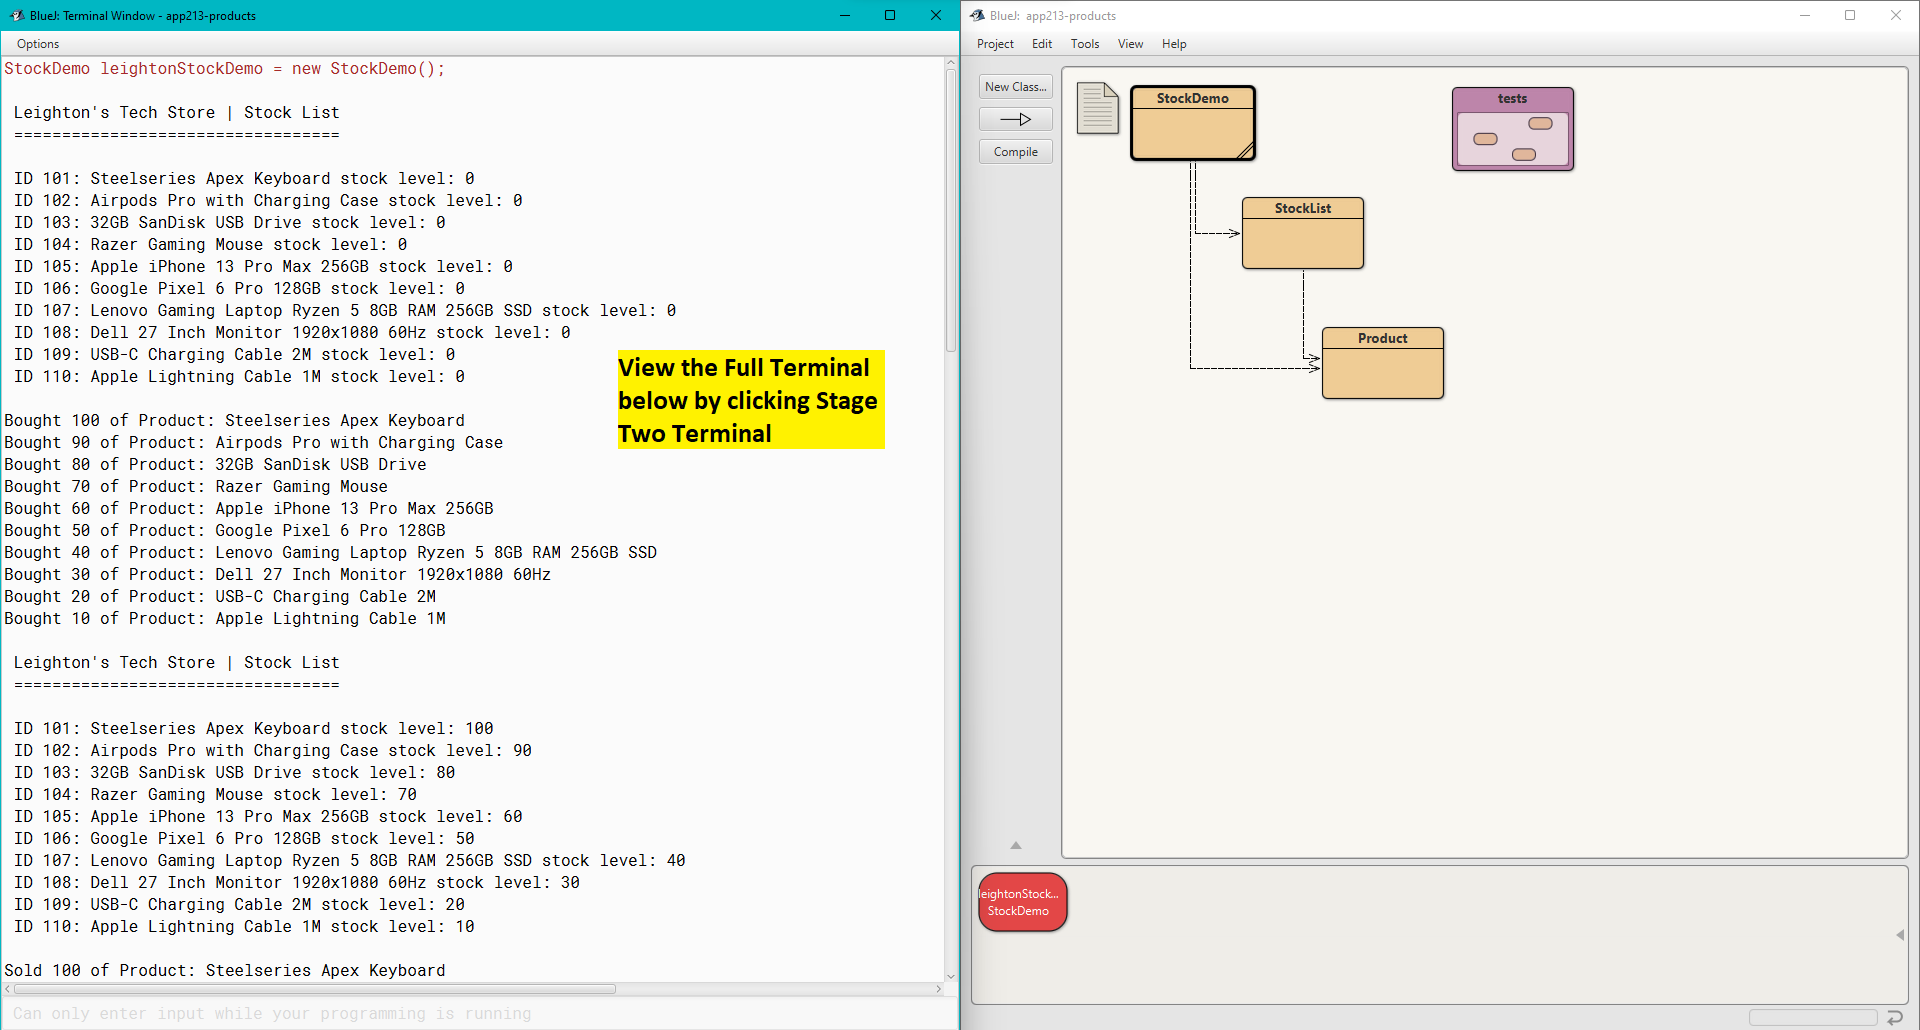 BlueJ: Terminal Window - app213-products
Options
StockDemo leightonStockDemo = new StockDemo();
Leighton's Tech Store | Stock List
==================================
ID 101: Steelseries Apex Keyboard stock level: 0
ID 102: Airpods Pro with Charging Case stock level: 0
ID 103: 32GB SanDisk USB Drive stock level: 0
ID 104: Razer Gaming Mouse stock level: 0
ID 105: Apple iPhone 13 Pro Max 256GB stock level: 0
ID 106: Google Pixel 6 Pro 128GB stock level: 0
ID 107: Lenovo Gaming Laptop Ryzen 5 8GB RAM 256GB SSD stock level: 0
ID 108: Dell 27 Inch Monitor 1920x1080 60Hz stock level: 0
ID 109: USB-C Charging Cable 2M stock level: 0
ID 110: Apple Lightning Cable 1M stock level: 0
View the Full Terminal
below by clicking Stage
Two Terminal
Bought 100 of Product: Steelseries Apex Keyboard
Bought 90 of Product: Airpods Pro with Charging Case
Bought 80 of Product: 32GB SanDisk USB Drive
Bought 70 of Product: Razer Gaming Mouse
Bought 60 of Product: Apple iPhone 13 Pro Max 256GB
Bought 50 of Product: Google Pixel 6 Pro 128GB
Bought 40 of Product: Lenovo Gaming Laptop Ryzen 5 8GB RAM 256GB SSD
Bought 30 of Product: Dell 27 Inch Monitor 1920x1080 60Hz
Bought 20 of Product: USB-C Charging Cable 2M
Bought 10 of Product: Apple Lightning Cable 1M
Leighton's Tech Store | Stock List
==================================
ID 101: Steelseries Apex Keyboard stock level: 100
ID 102: Airpods Pro with Charging Case stock level: 90
ID 103: 32GB SanDisk USB Drive stock level: 80
ID 104: Razer Gaming Mouse stock level: 70
ID 105: Apple iPhone 13 Pro Max 256GB stock level: 60
ID 106: Google Pixel 6 Pro 128GB stock level: 50
ID 107: Lenovo Gaming Laptop Ryzen 5 8GB RAM 256GB SSD stock level: 40
ID 108: Dell 27 Inch Monitor 1920x1080 60Hz stock level: 30
ID 109: USB-C Charging Cable 2M stock level: 20
ID 110: Apple Lightning Cable 1M stock level: 10
Sold 100 of Product: Steelseries Apex Keyboard
Can only enter input while your programming is running
BlueJ: app213-products
Project Edit Tools View Help
New Class...
Compile
StockDemo
tests
StockList
Product
leightonStock...
StockDemo